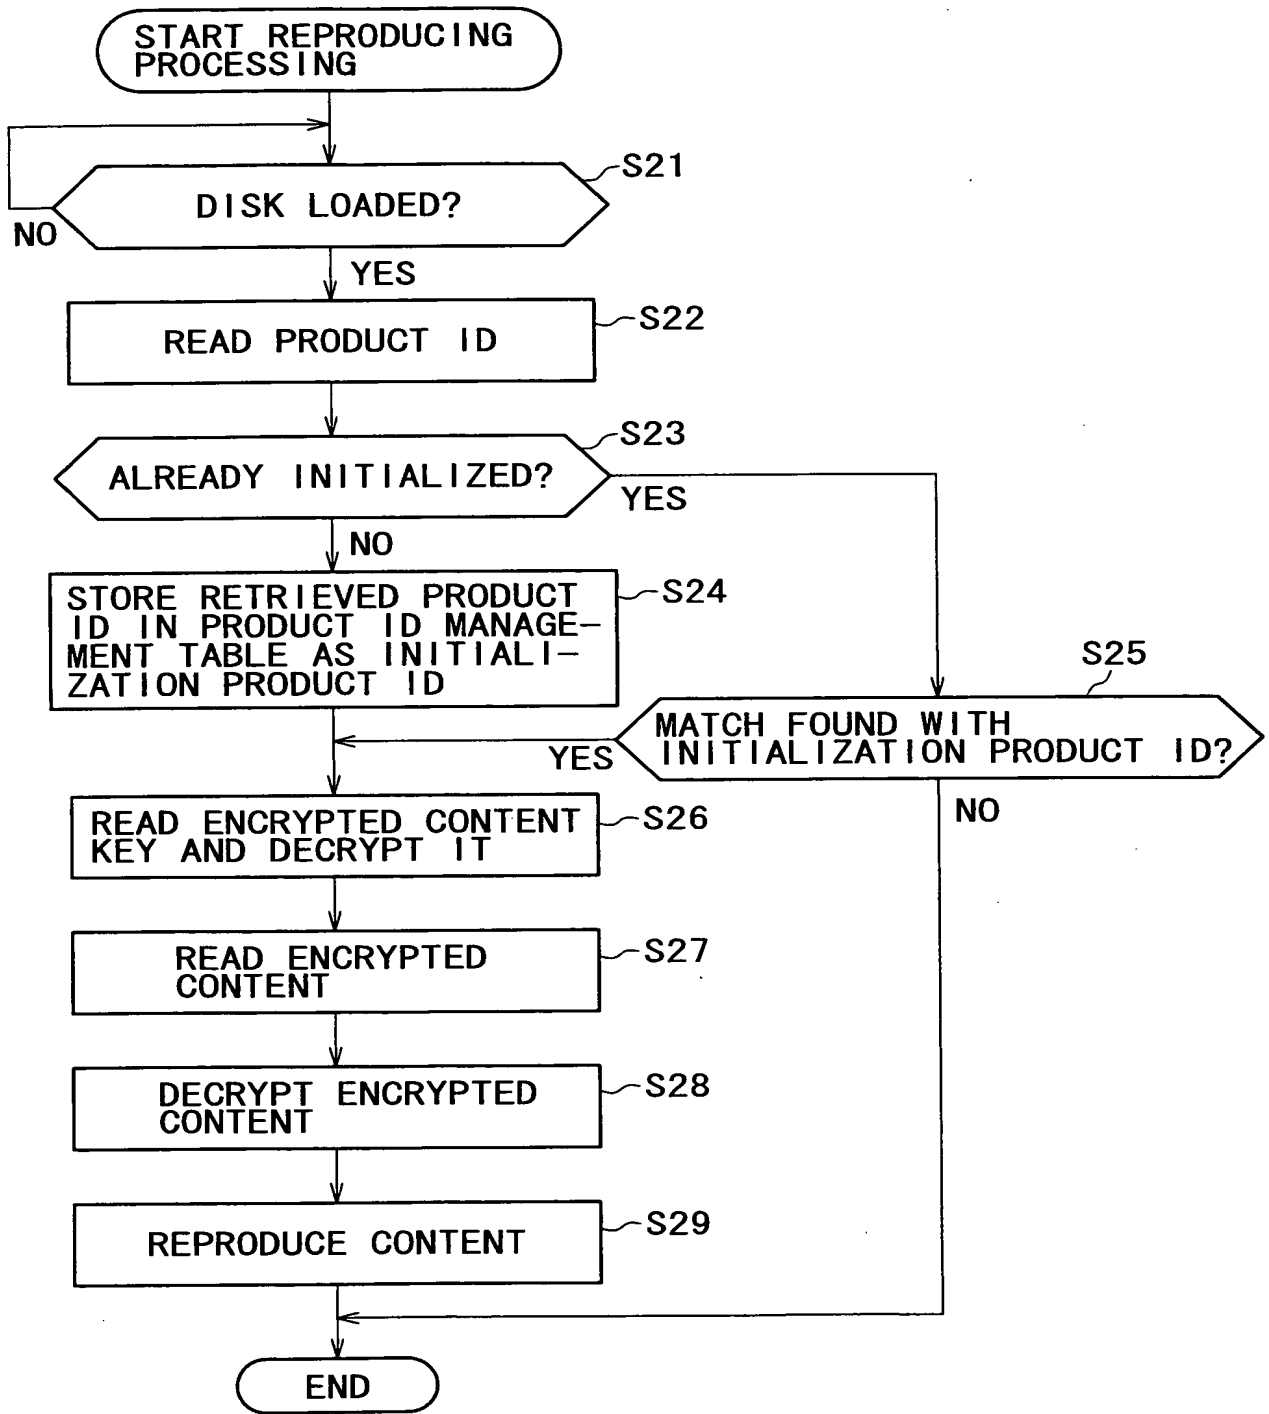 START REPRODUCING
PROCESSING
S21
DISK LOADED?
NO
YES
S22
READ PRODUCT ID
S23
ALREADY INITIALIZED?
YES
NO
S24
STORE RETRIEVED PRODUCT
ID IN PRODUCT ID MANAGE-
MENT TABLE AS INITIALI-
ZATION PRODUCT ID
S25
MATCH FOUND WITH
INITIALIZATION PRODUCT ID?
YES
NO
S26
READ ENCRYPTED CONTENT
KEY AND DECRYPT IT
S27
READ ENCRYPTED
CONTENT
S28
DECRYPT ENCRYPTED
CONTENT
S29
REPRODUCE CONTENT
END